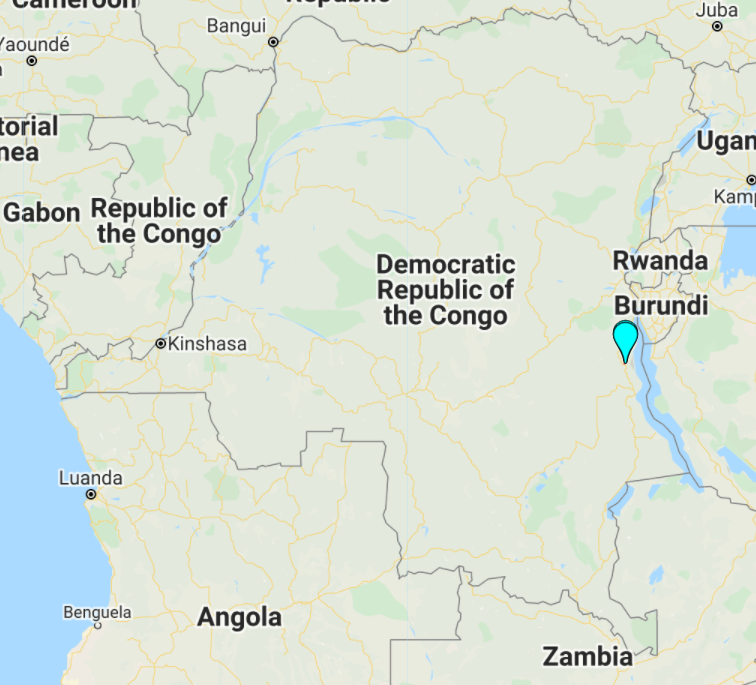 Cameroon
Republic
Juba
Bangui
Yaoundé
torial
nea
Ugan
Kamp
Gabon
Republic of
the Congo
Democratic
Republic of
the Congo
Rwanda
Burundi
Kinshasa
Luanda
Benguela
Angola
Zambia